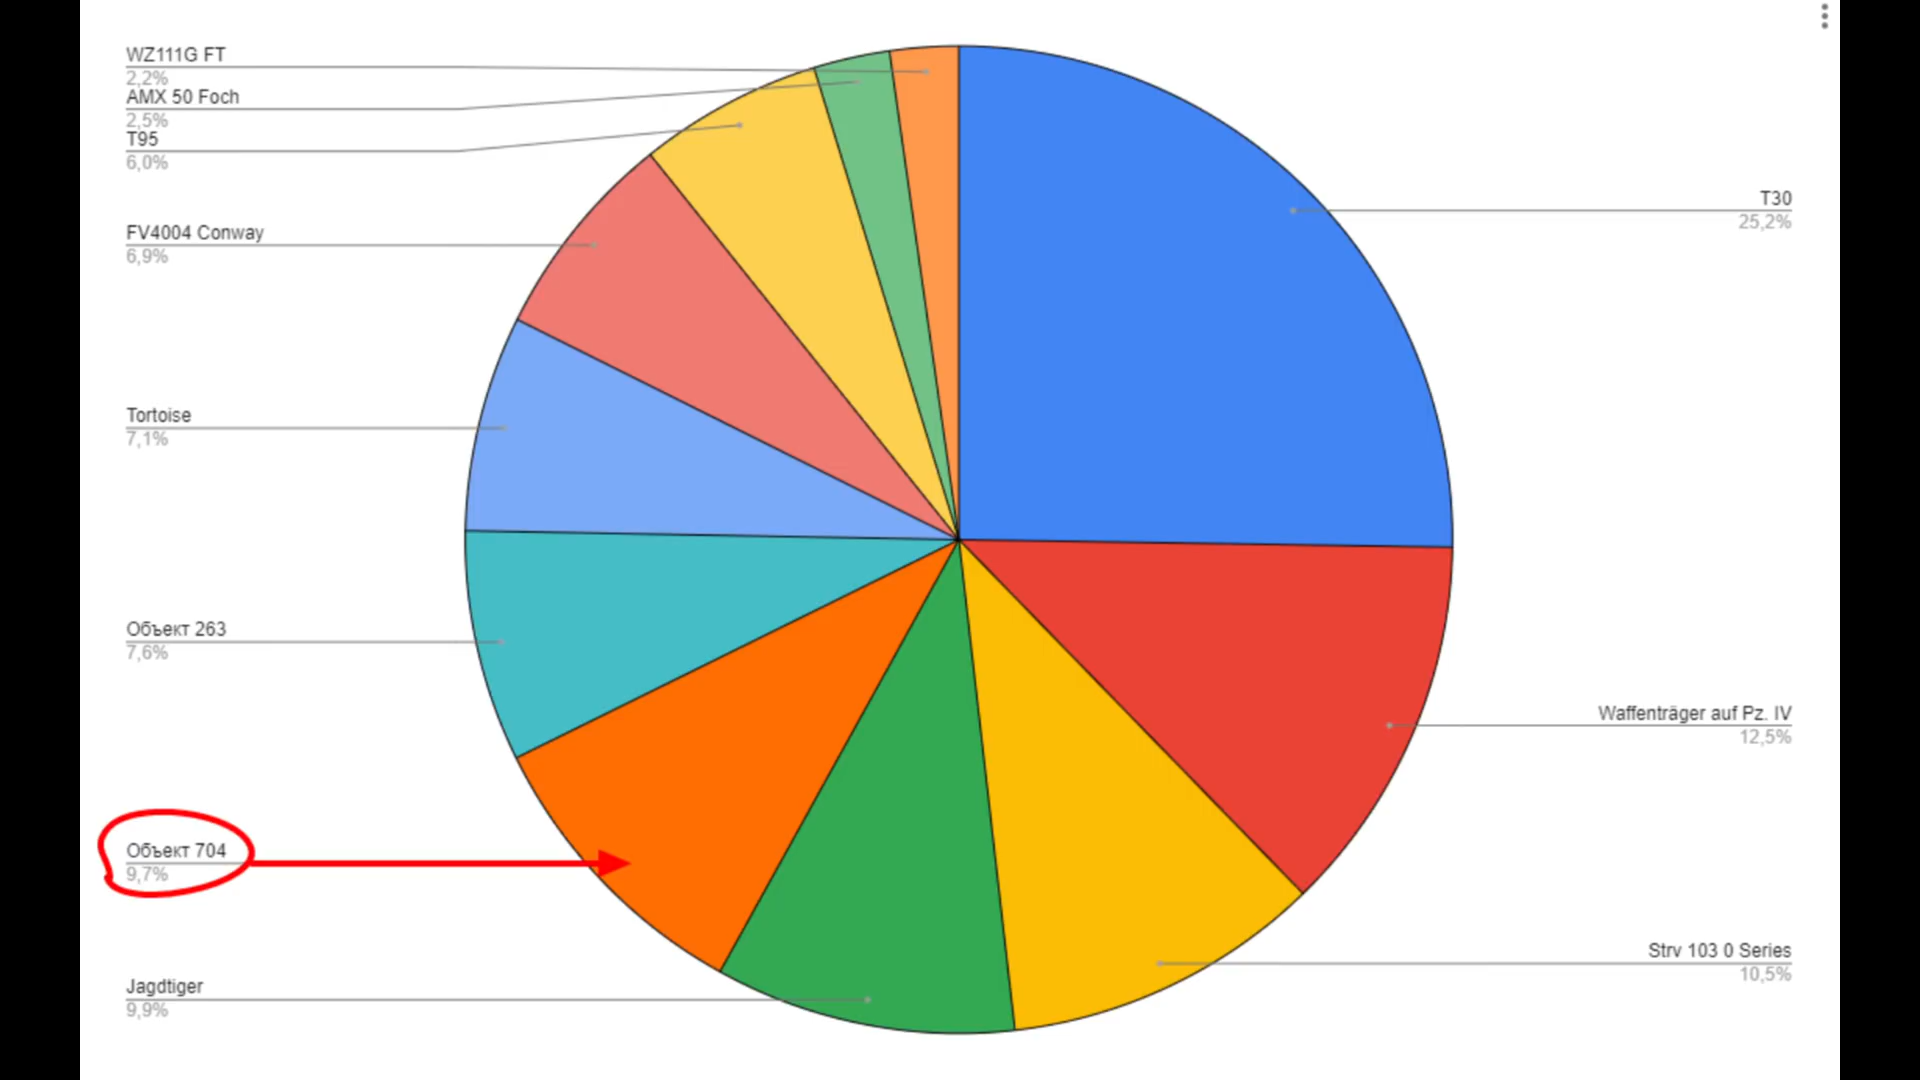 WZ111G FT
2,2%
AMX 50 Foch
2,5%
T95
6,0%
FV4004 Conway
6,9%
Tortoise
7,1%
Объект 263
7,6%
Объект 704
9,7%
Jagdtiger
9,9%
T30
25,2%
Waffenträger auf Pz. IV
12,5%
Strv 103 0 Series
10,5%